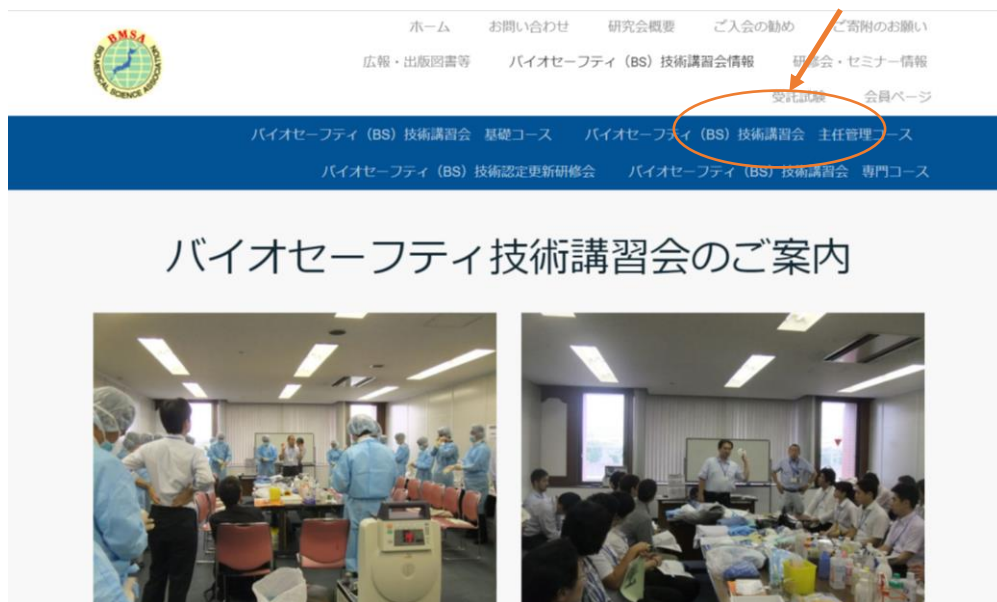 BMSA
BIO-MEDICAL SCIENCE ASSOCIATION
ホーム お問い合わせ 研究会概要 ご入会の勧め ご寄附のお願い
広報・出版図書等 バイオセーフティ（BS）技術講習会情報 研修会・セミナー情報
受託試験 会員ページ
バイオセーフティ（BS）技術講習会 基礎コース バイオセーフティ（BS）技術講習会 主任管理コース
バイオセーフティ（BS）技術認定更新研修会 バイオセーフティ（BS）技術講習会 専門コース
バイオセーフティ技術講習会のご案内